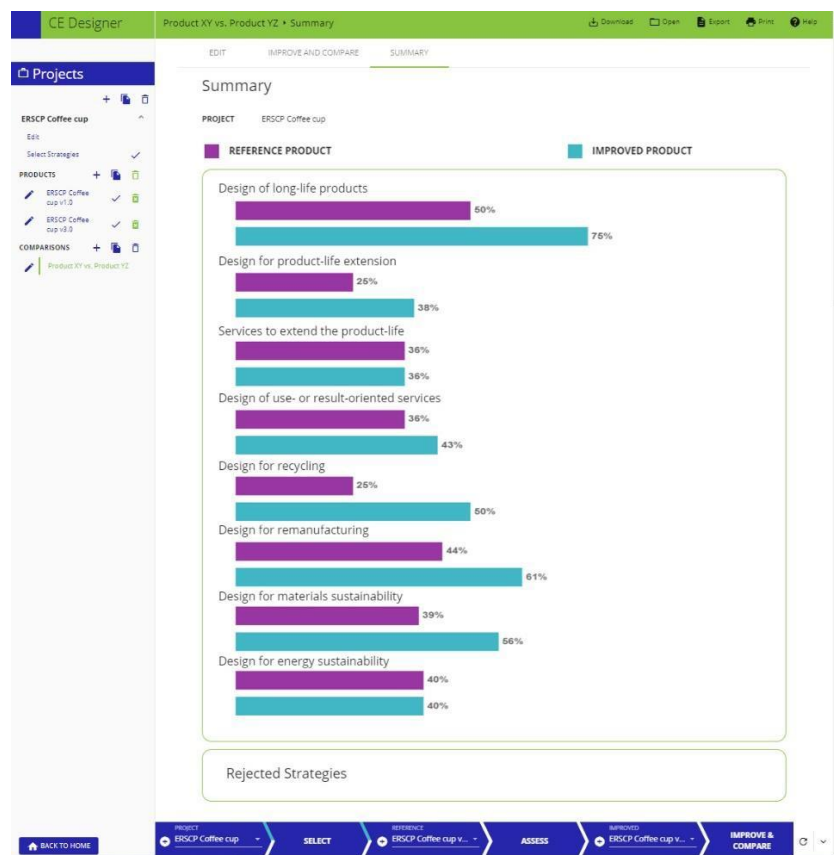 CE Designer
Product XY vs. Product YZ • Summary
Download
Open
Export
Print
Help
EDIT
IMPROVE AND COMPARE
SUMMARY
Projects
ERSCP Coffee cup
Edit
Select Strategies
PRODUCTS
ERSCP Coffee
cup v1.0
ERSCP Coffee
cup v3.0
COMPARISONS
Product XY vs. Product YZ
Summary
PROJECT ERSCP Coffee cup
REFERENCE PRODUCT
IMPROVED PRODUCT
Design of long-life products
50%
75%
Design for product-life extension
25%
38%
Services to extend the product-life
36%
36%
Design of use- or result-oriented services
36%
43%
Design for recycling
25%
50%
Design for remanufacturing
44%
61%
Design for materials sustainability
39%
56%
Design for energy sustainability
40%
40%
Rejected Strategies
BACK TO HOME
PROJECT
ERSCP Coffee cup
SELECT
REFERENCE
ERSCP Coffee cup v...
ASSESS
IMPROVED
ERSCP Coffee cup v...
IMPROVE &
COMPARE